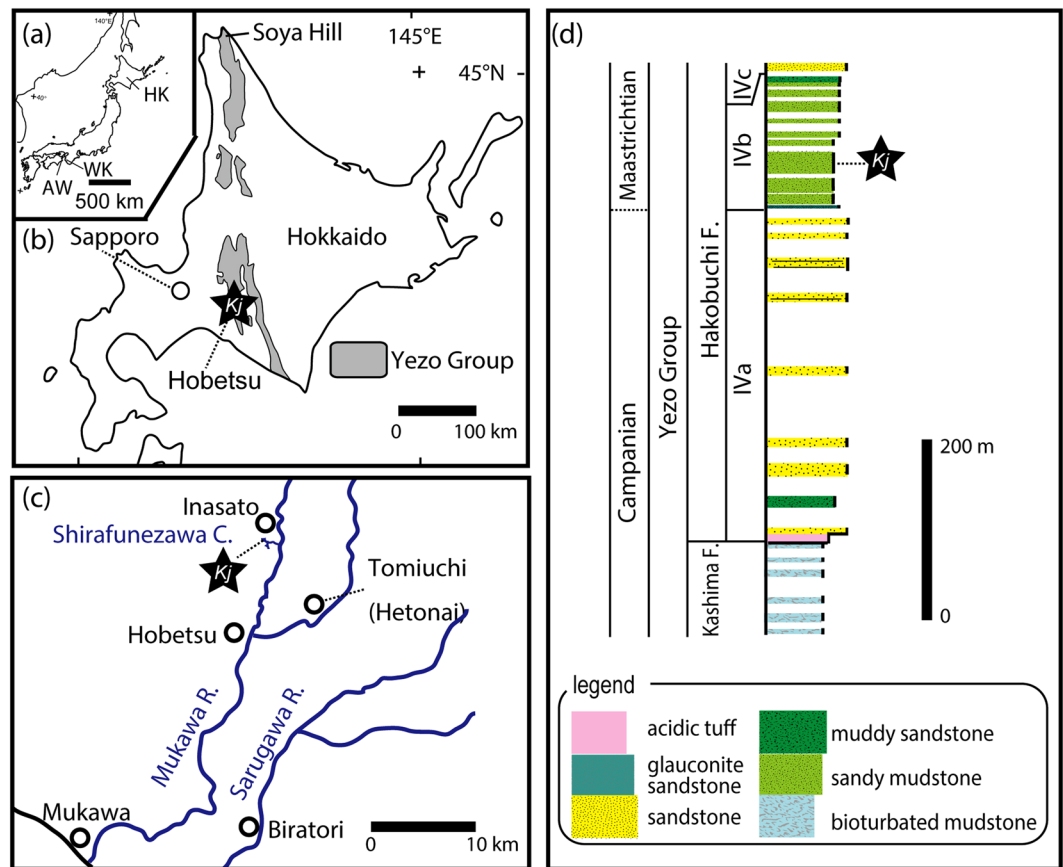 (a)
140°E
40°
HK
WK
AW
500 km
Soya Hill
145°E
45°N
(b)
Sapporo
Hokkaido
Kj
Hobetsu
Yezo Group
0 100 km
(c)
Inasato
Shirafunezawa C.
Kj
Tomiuchi
(Hetonai)
Hobetsu
Mukawa R.
Sarugawa R.
Mukawa
Biratori
0 10 km
(d)
Maastrichtian
Campanian
Yezo Group
Hakobuchi F.
Kashima F.
IVc
IVb
IVa
Kj
200 m
0
legend
acidic tuff
glauconite
sandstone
sandstone
muddy sandstone
sandy mudstone
bioturbated mudstone